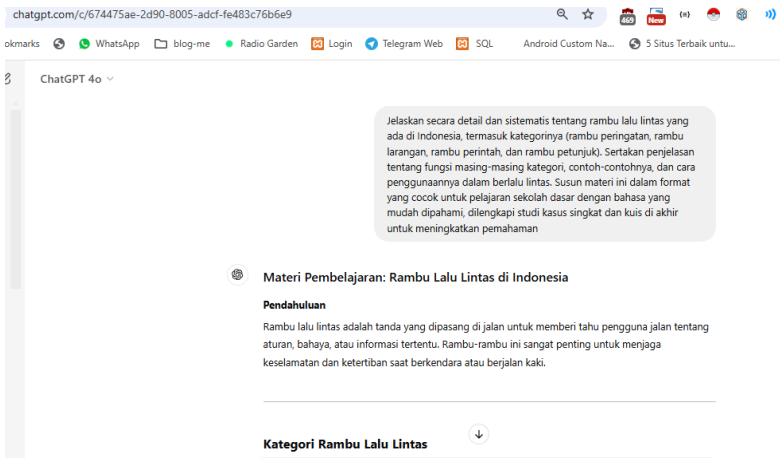 chatgpt.com/c/674475ae-2d90-8005-adcf-fe483c76b6e9
469 New
okmarks WhatsApp blog-me Radio Garden Login Telegram Web SQL Android Custom Na... 5 Situs Terbaik untu...
ChatGPT 4o
Jelaskan secara detail dan sistematis tentang rambu lalu lintas yang
ada di Indonesia, termasuk kategorinya (rambu peringatan, rambu
larangan, rambu perintah, dan rambu petunjuk). Sertakan penjelasan
tentang fungsi masing-masing kategori, contoh-contohnya, dan cara
penggunaannya dalam berlalu lintas. Susun materi ini dalam format
yang cocok untuk pelajaran sekolah dasar dengan bahasa yang
mudah dipahami, dilengkapi studi kasus singkat dan kuis di akhir
untuk meningkatkan pemahaman
Materi Pembelajaran: Rambu Lalu Lintas di Indonesia
Pendahuluan
Rambu lalu lintas adalah tanda yang dipasang di jalan untuk memberi tahu pengguna jalan tentang
aturan, bahaya, atau informasi tertentu. Rambu-rambu ini sangat penting untuk menjaga
keselamatan dan ketertiban saat berkendara atau berjalan kaki.
Kategori Rambu Lalu Lintas